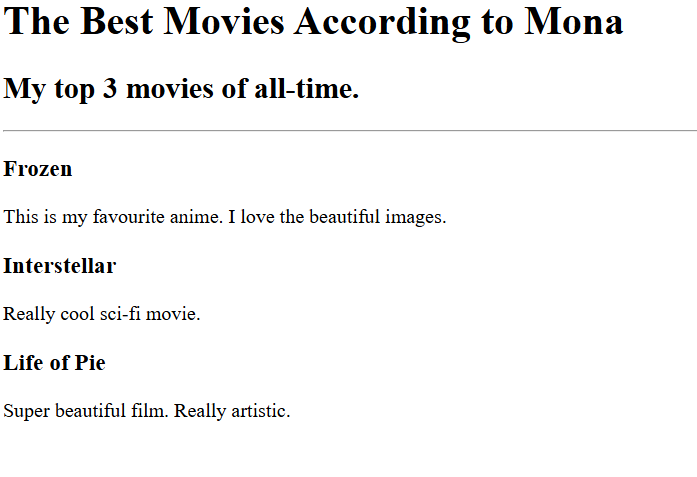 The Best Movies According to Mona
My top 3 movies of all-time.
Frozen
This is my favourite anime. I love the beautiful images.
Interstellar
Really cool sci-fi movie.
Life of Pie
Super beautiful film. Really artistic.